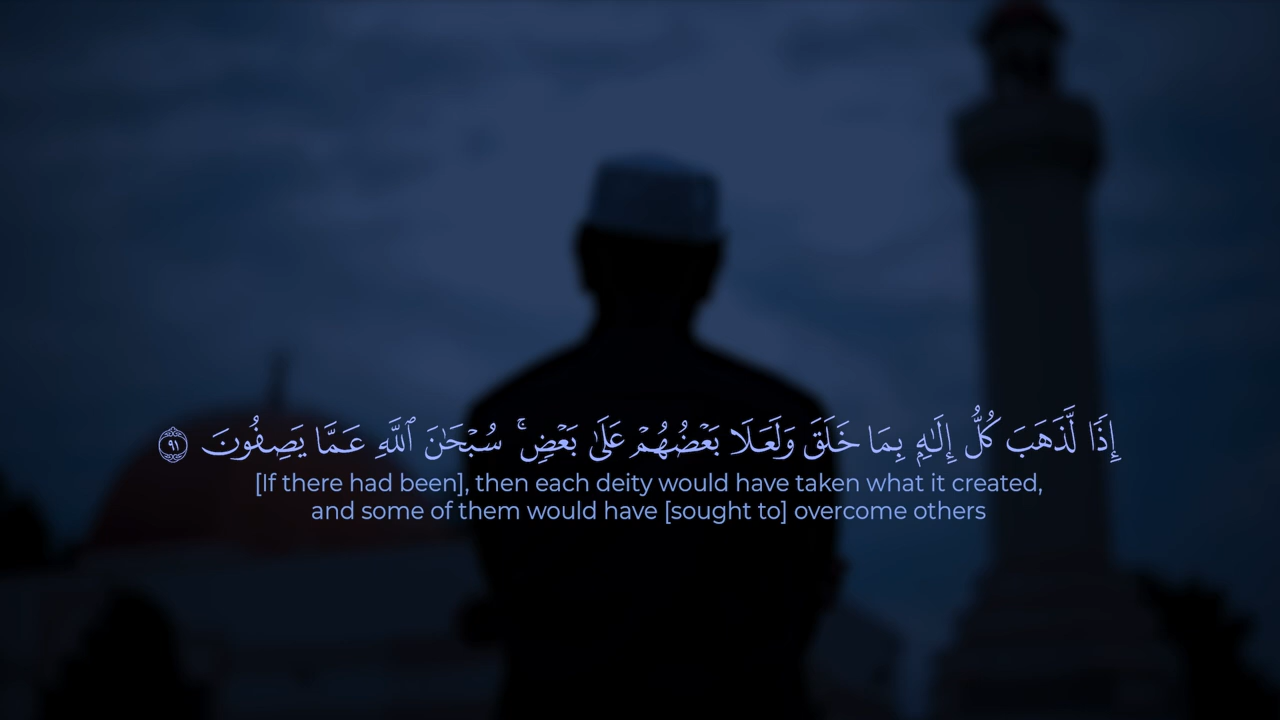 إِذًا لَّذَهَبَ كُلُّ إِلَٰهٍۭ بِمَا خَلَقَ وَلَعَلَا بَعْضُهُمْ عَلَىٰ بَعْضٍ ۚ سُبْحَٰنَ ٱللَّهِ عَمَّا يَصِفُونَ ٩١
[If there had been], then each deity would have taken what it created,
and some of them would have [sought to] overcome others